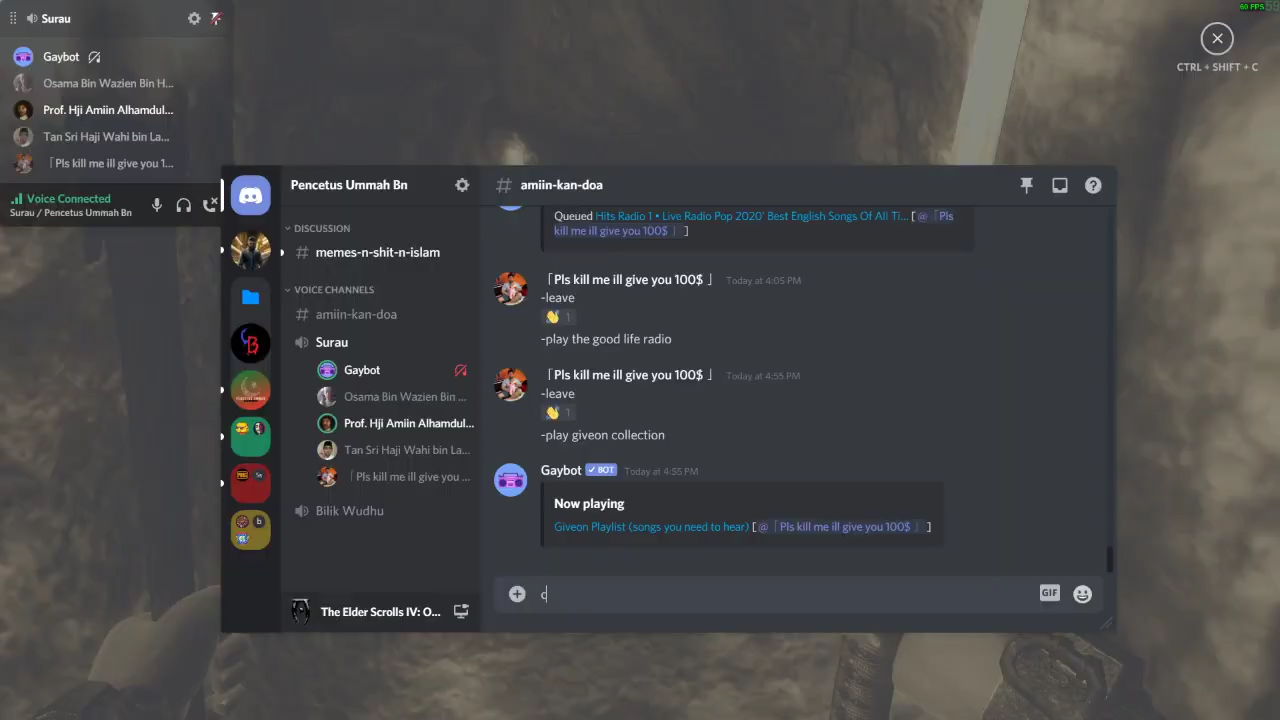 Surau
60 FPS
CTRL + SHIFT + C
Gaybot
Osama Bin Wazien Bin H...
Prof. Hji Amiin Alhamdul...
Tan Sri Haji Wahi bin La...
「Pls kill me ill give you 1...
Voice Connected
Surau / Pencetus Ummah Bn
Pencetus Ummah Bn
DISCUSSION
memes-n-shit-n-islam
VOICE CHANNELS
amiin-kan-doa
Surau
Gaybot
Osama Bin Wazien Bin ...
Prof. Hji Amiin Alhamdul...
Tan Sri Haji Wahi bin La...
「Pls kill me ill give you ...
Bilik Wudhu
The Elder Scrolls IV: O...
# amiin-kan-doa
Queued Hits Radio 1 • Live Radio Pop 2020' Best English Songs Of All Ti... [@「Pls
kill me ill give you 100$ 」]
「Pls kill me ill give you 100$ 」 Today at 4:05 PM
-leave
1
-play the good life radio
「Pls kill me ill give you 100$ 」 Today at 4:55 PM
-leave
1
-play giveon collection
Gaybot ✓ BOT Today at 4:55 PM
Now playing
Giveon Playlist (songs you need to hear) [@「Pls kill me ill give you 100$ 」]
c
GIF